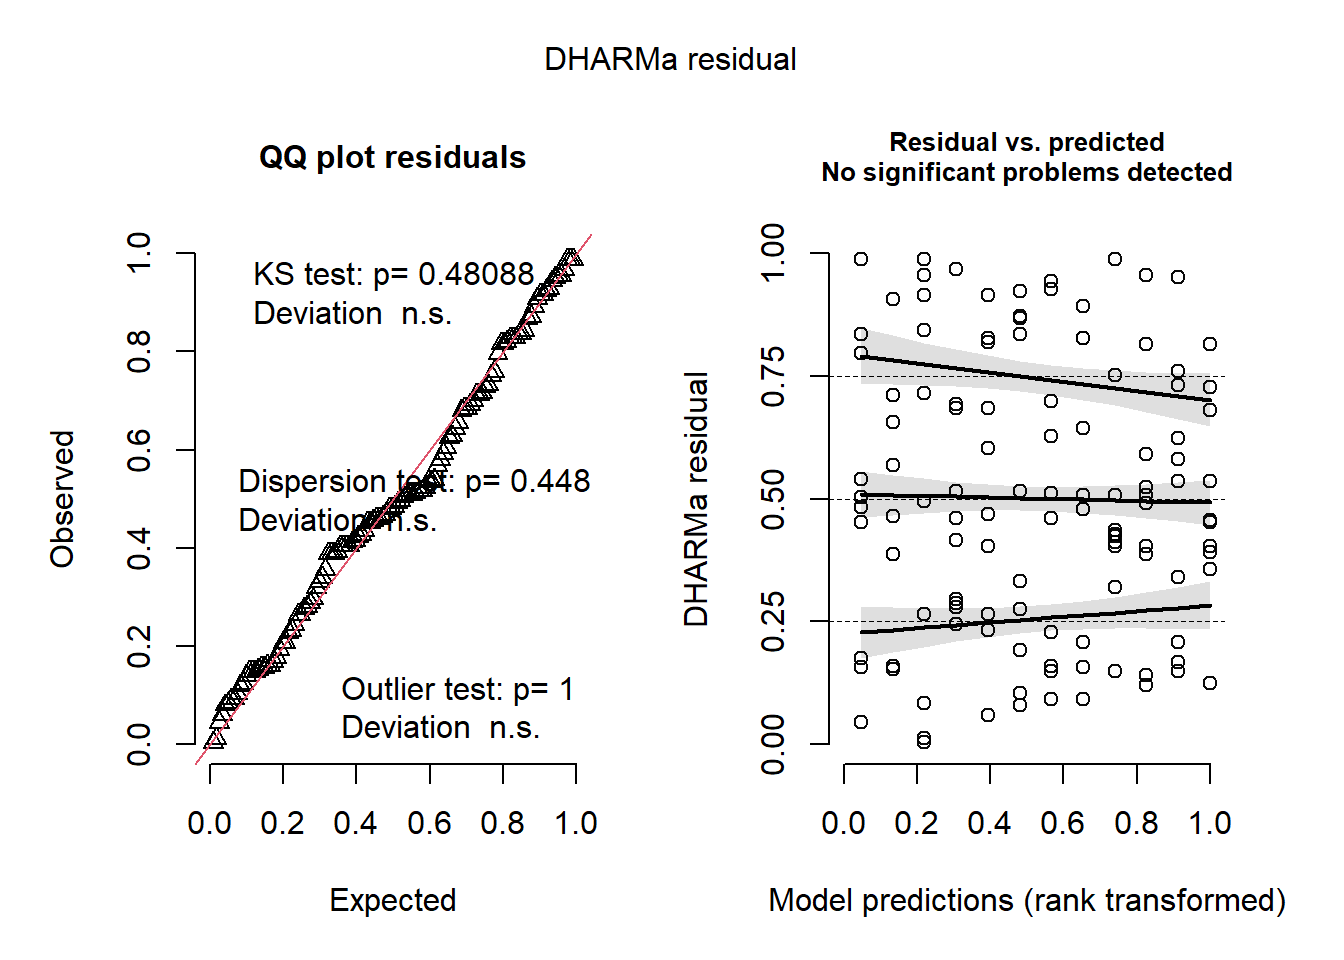 DHARMa residual
QQ plot residuals
KS test: p= 0.48088
Deviation  n.s.
Dispersion test: p= 0.448
Deviation  n.s.
Outlier test: p= 1
Deviation  n.s.
Observed
0.0
0.2
0.4
0.6
0.8
1.0
0.0 0.2 0.4 0.6 0.8 1.0
Expected
Residual vs. predicted
No significant problems detected
DHARMa residual
0.00
0.25
0.50
0.75
1.00
0.0 0.2 0.4 0.6 0.8 1.0
Model predictions (rank transformed)